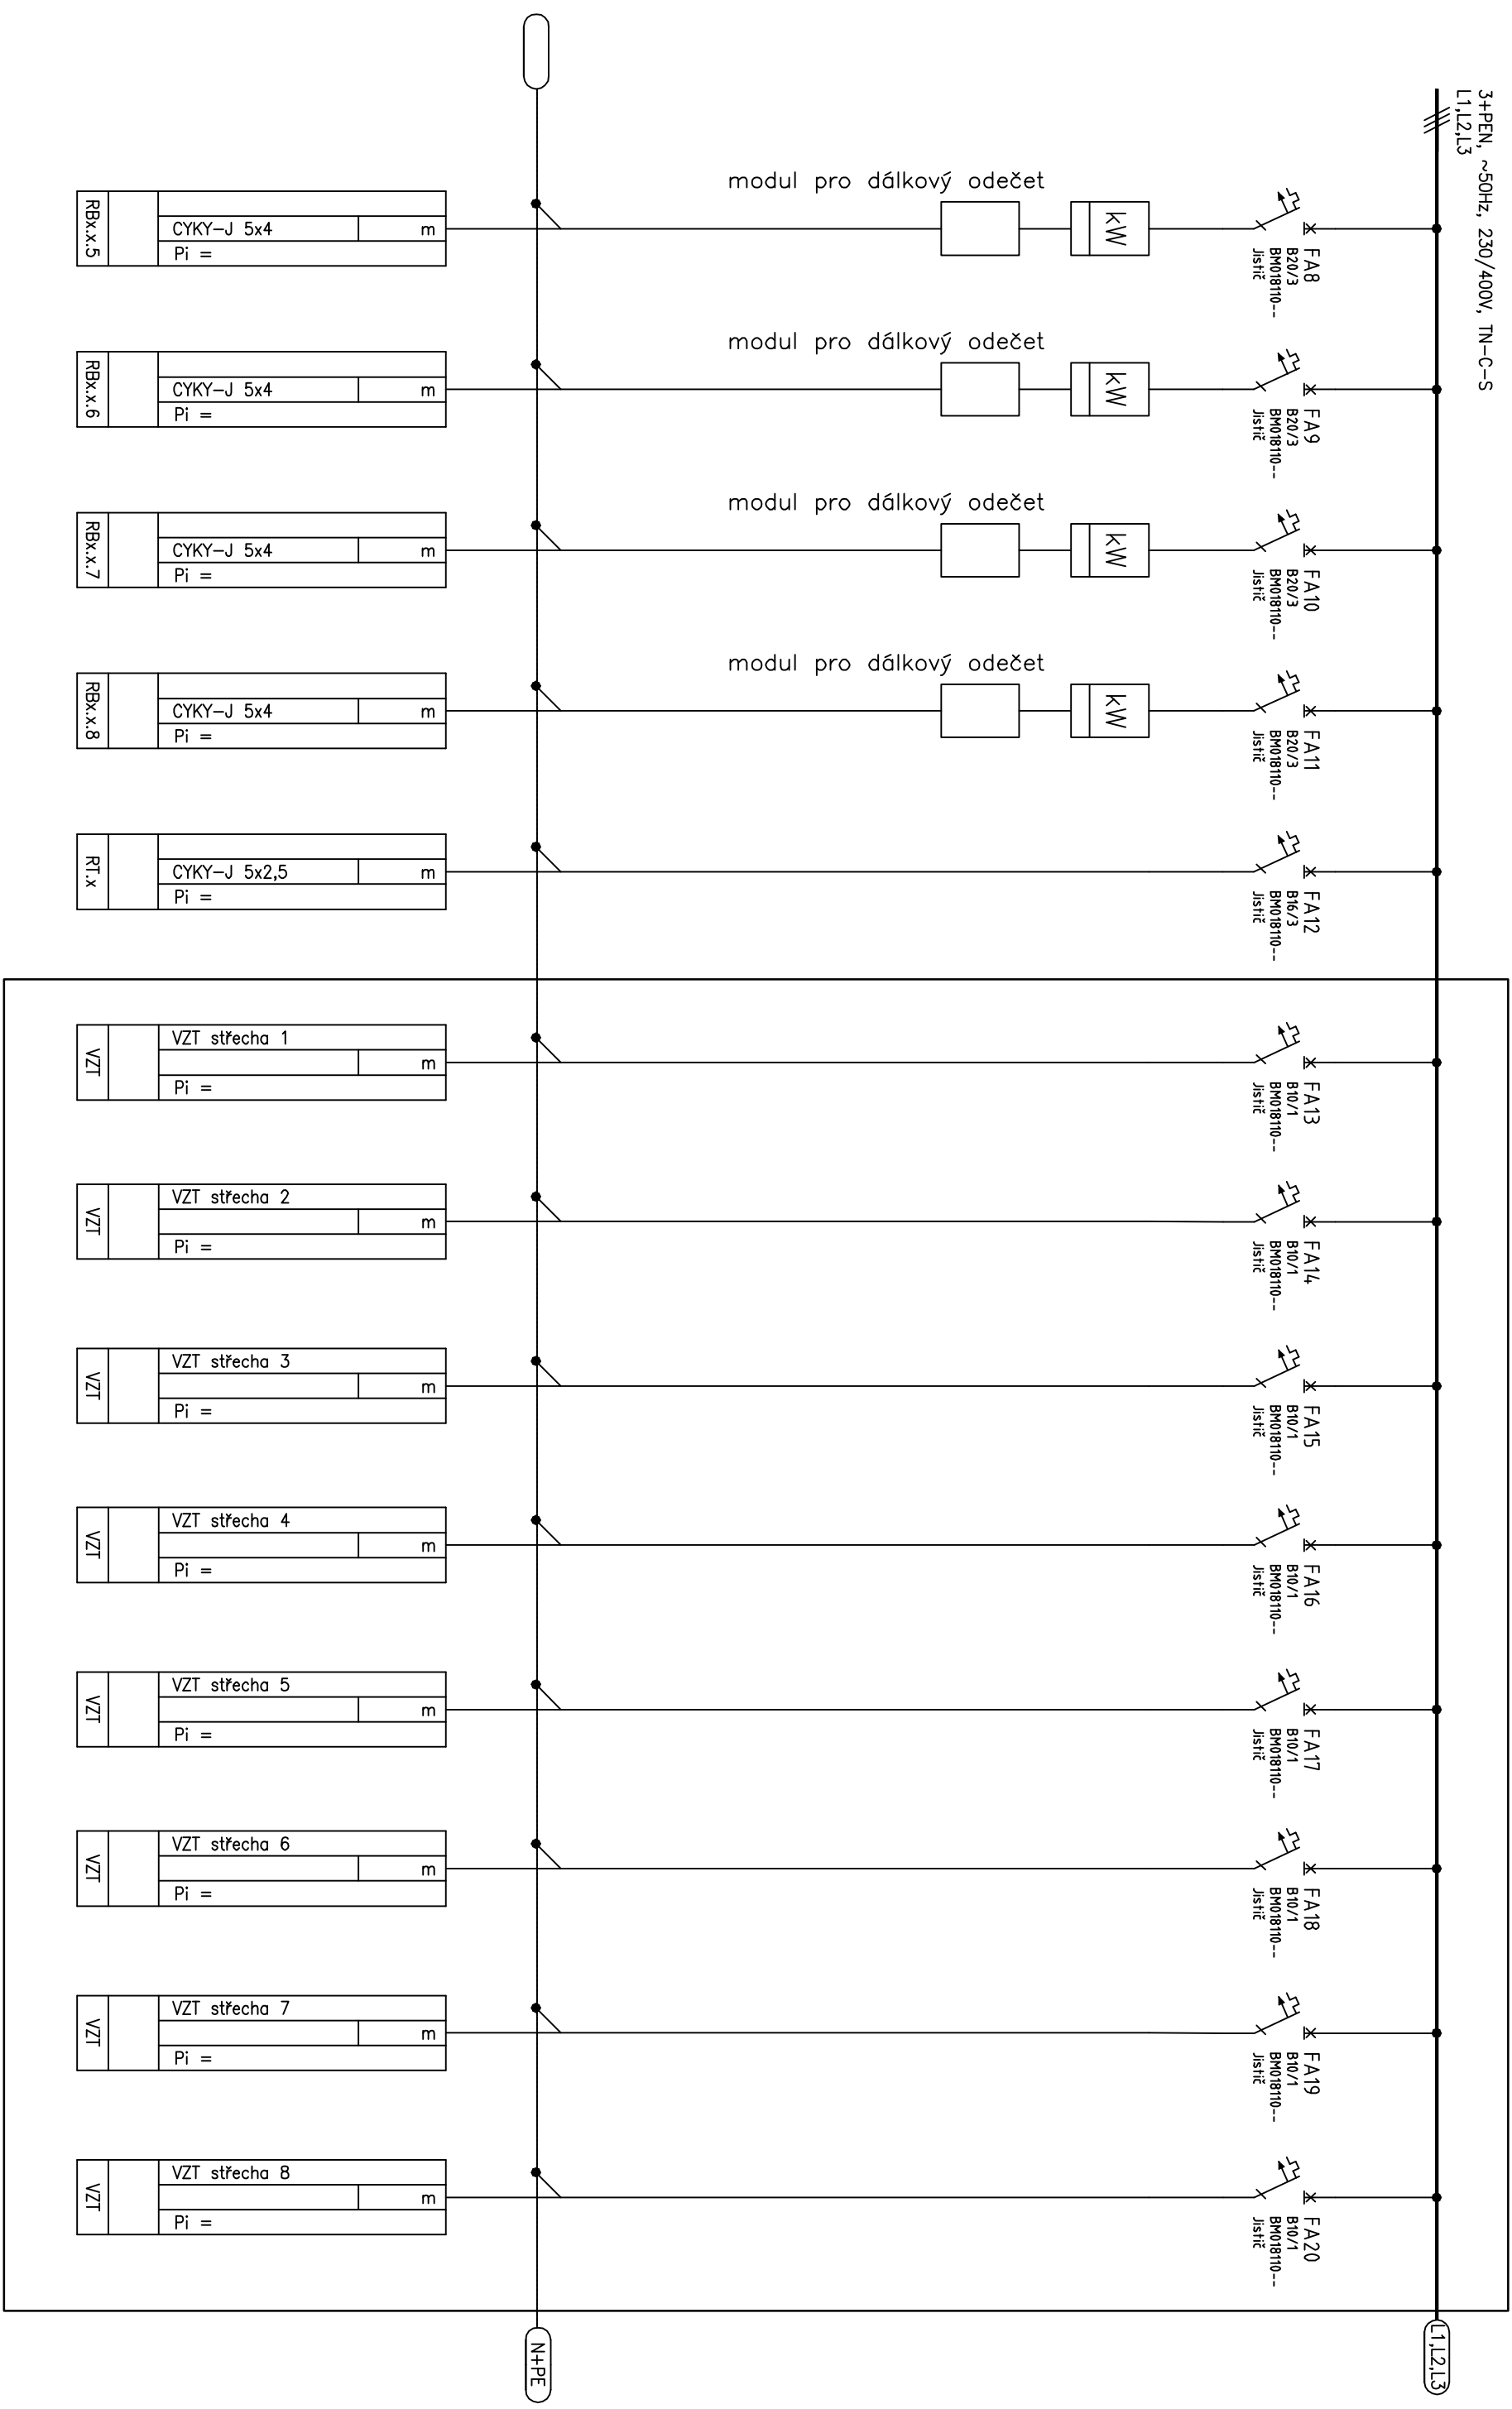 3+PEN, ~50Hz, 230/400V, TN-C-S
L1,L2,L3
modul pro dálkový odečet
kW
FA8
B20/3
BM018110--
Jistič
CYKY-J 5x4 m
Pi =
RBx.x.5
modul pro dálkový odečet
kW
FA9
B20/3
BM018110--
Jistič
CYKY-J 5x4 m
Pi =
RBx.x.6
modul pro dálkový odečet
kW
FA10
B20/3
BM018110--
Jistič
CYKY-J 5x4 m
Pi =
RBx.x.7
modul pro dálkový odečet
kW
FA11
B20/3
BM018110--
Jistič
CYKY-J 5x4 m
Pi =
RBx.x.8
FA12
B16/3
BM018110--
Jistič
CYKY-J 5x2,5 m
Pi =
RT.x
FA13
B10/1
BM018110--
Jistič
VZT střecha 1
m
Pi =
VZT
FA14
B10/1
BM018110--
Jistič
VZT střecha 2
m
Pi =
VZT
FA15
B10/1
BM018110--
Jistič
VZT střecha 3
m
Pi =
VZT
FA16
B10/1
BM018110--
Jistič
VZT střecha 4
m
Pi =
VZT
FA17
B10/1
BM018110--
Jistič
VZT střecha 5
m
Pi =
VZT
FA18
B10/1
BM018110--
Jistič
VZT střecha 6
m
Pi =
VZT
FA19
B10/1
BM018110--
Jistič
VZT střecha 7
m
Pi =
VZT
FA20
B10/1
BM018110--
Jistič
VZT střecha 8
m
Pi =
VZT
N+PE
L1,L2,L3